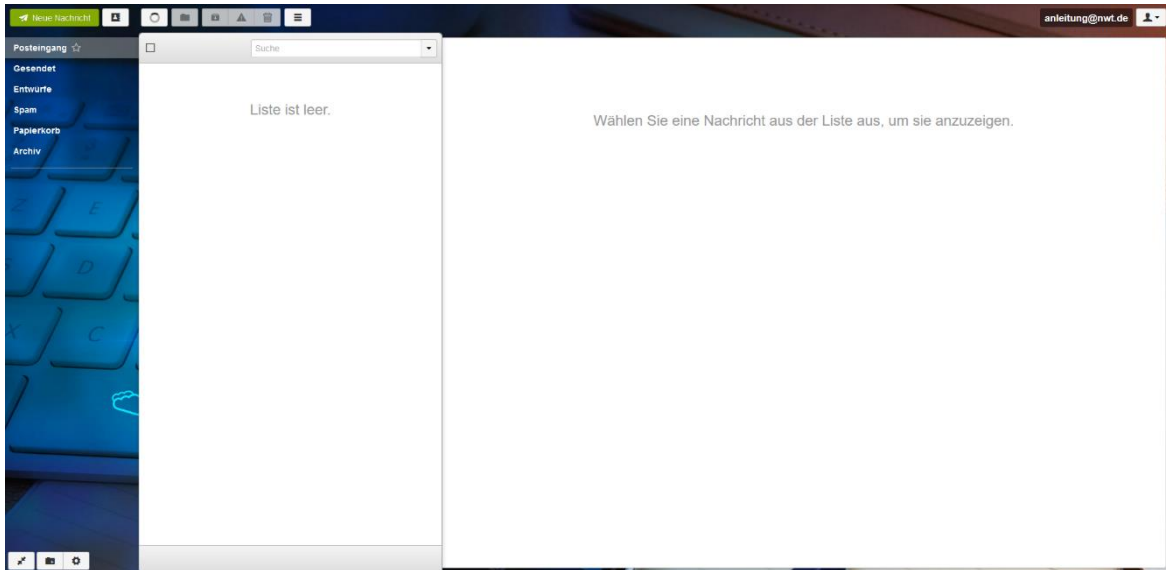 Neue Nachricht
anleitung@nwt.de
Posteingang
Gesendet
Entwürfe
Spam
Papierkorb
Archiv
Suche
Liste ist leer.
Wählen Sie eine Nachricht aus der Liste aus, um sie anzuzeigen.